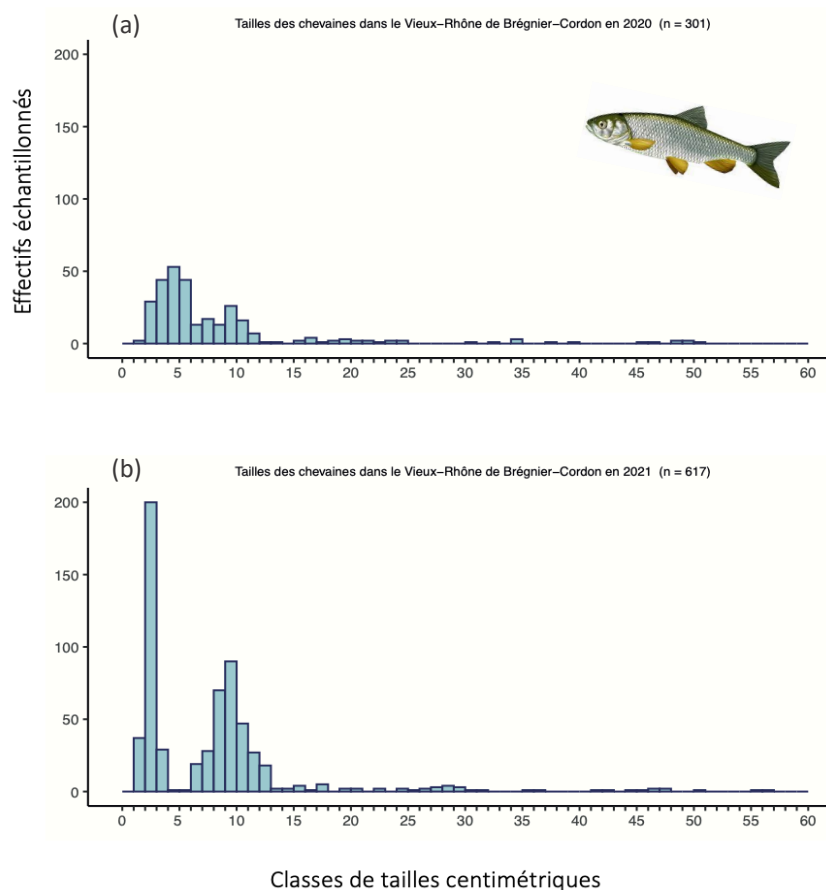 (a)
Tailles des chevaines dans le Vieux−Rhône de Brégnier−Cordon en 2020 (n = 301)
Effectifs échantillonnés
200
150
100
50
0
0 5 10 15 20 25 30 35 40 45 50 55 60
(b)
Tailles des chevaines dans le Vieux−Rhône de Brégnier−Cordon en 2021 (n = 617)
200
150
100
50
0
0 5 10 15 20 25 30 35 40 45 50 55 60
Classes de tailles centimétriques